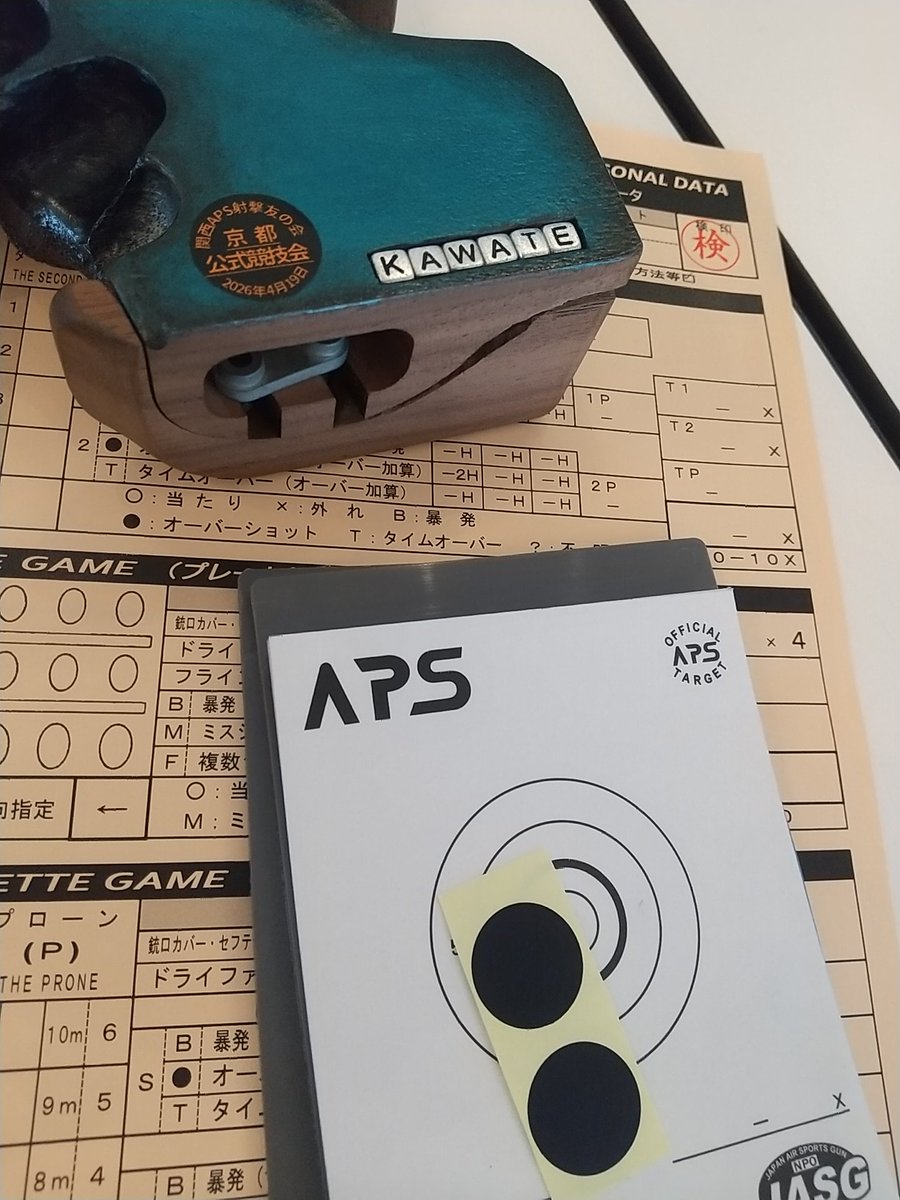 関西APS射撃友の会
京都
公式競技会
2026年4月19日
KAWATE
ONAL DATA
ータ
ト
検 印
検
方法等
THE SECOND
1
2
1P
T1
– X
T2
– X
TP
–
– X
0-10X
2
●
T タイムオーバー (オーバー加算)
–H –H –H
–2H –H –H
–H –H –H
2P
–
○:当たり ×:外れ B:暴発
●:オーバーショット T:タイムオーバー ?:不
E GAME (プレー
銃口カバー・
ドライ
フライ
B 暴発
M ミス
F 複数
○:当
M:ミ
向指定 ←
× 4
APS
OFFICIAL
APS
TARGET
5
ETTE GAME
プローン
(P)
THE PRONE
銃口カバー・セフテ
ドライファ
10m 6
9m 5
8m 4
S
B 暴発
● オー
T タイ
B 暴発 (
– X
JAPAN AIR SPORTS GUN
NPO
JASG